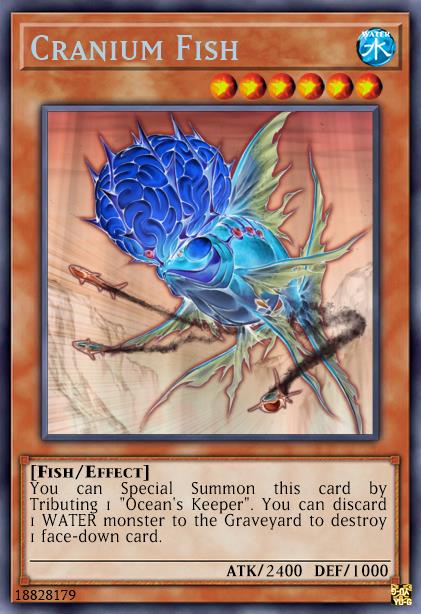 Cranium Fish
WATER
水
[Fish/Effect]
You can Special Summon this card by
Tributing 1 "Ocean's Keeper". You can discard
1 WATER monster to the Graveyard to destroy
1 face-down card.
ATK/2400 DEF/1000
18828179